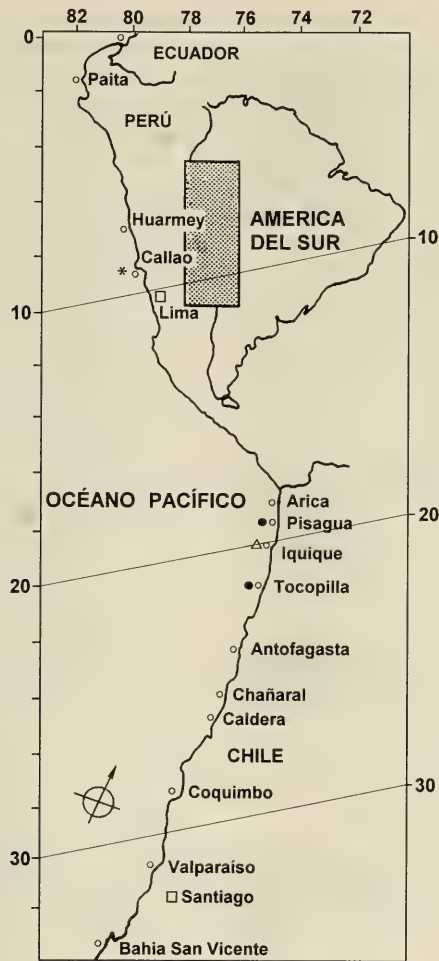 82 80 78 76 74 72
0
ECUADOR
Paita
PERÚ
Huarmey
AMERICA
DEL SUR
10
Callao
*
Lima
10
OCÉANO PACÍFICO
Arica
Pisagua
20
Iquique
20
Tocopilla
Antofagasta
Chañaral
Caldera
CHILE
30
Coquimbo
30
Valparaíso
Santiago
Bahia San Vicente